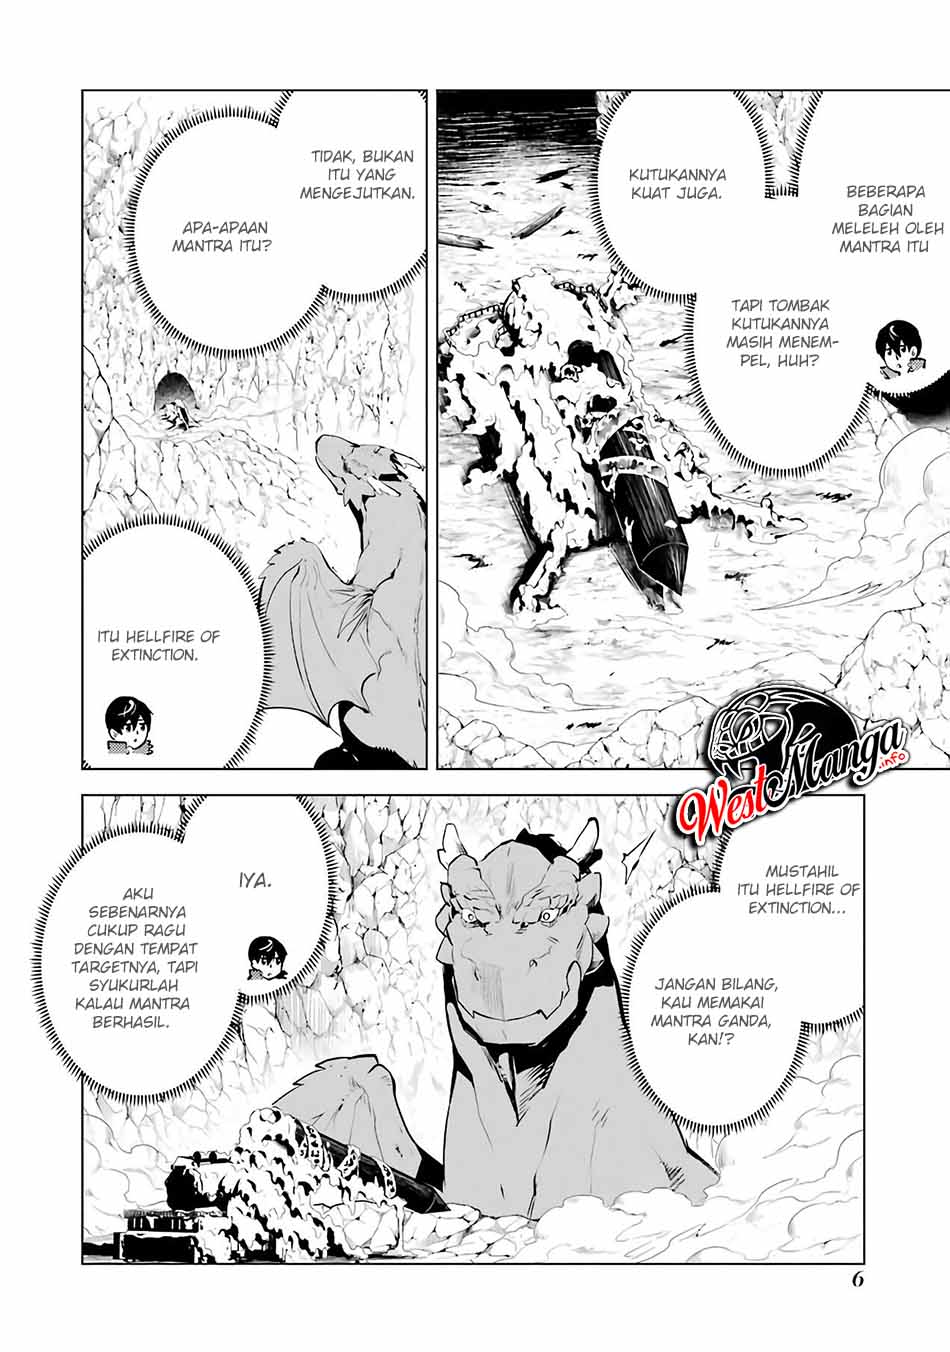 BEBERAPA
BAGIAN
MELELEH OLEH
MANTRA ITU
KUTUKANNYA
KUAT JUGA.
TAPI TOMBAK
KUTUKANNYA
MASIH MENEM-
PEL, HUH?
TIDAK, BUKAN
ITU YANG
MENGEJUTKAN.
APA-APAAN
MANTRA ITU?
ITU HELLFIRE OF
EXTINCTION.
WestManga
.info
MUSTAHIL
ITU HELLFIRE OF
EXTINCTION...
JANGAN BILANG,
KAU MEMAKAI
MANTRA GANDA,
KAN!?
IYA.
AKU
SEBENARNYA
CUKUP RAGU
DENGAN TEMPAT
TARGETNYA, TAPI
SYUKURLAH
KALAU MANTRA
BERHASIL.
6